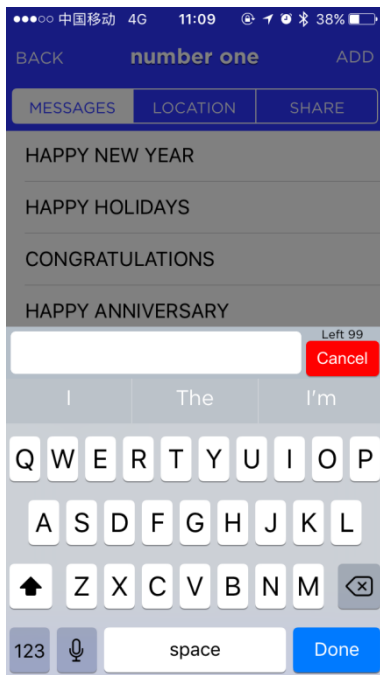 中国移动 4G 11:09 38%
BACK number one ADD
MESSAGES LOCATION SHARE
HAPPY NEW YEAR
HAPPY HOLIDAYS
CONGRATULATIONS
HAPPY ANNIVERSARY
Left 99
Cancel
I The I'm
Q W E R T Y U I O P
A S D F G H J K L
Z X C V B N M
123 space Done